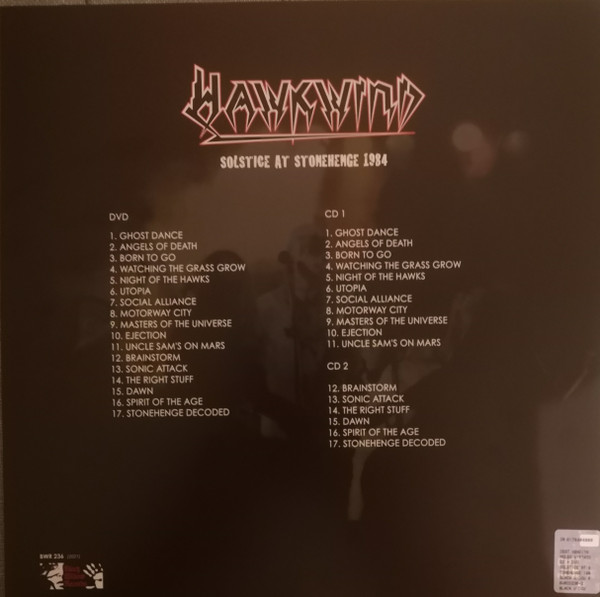 HAWKWIND
SOLSTICE AT STONEHENGE 1984
DVD
1. GHOST DANCE
2. ANGELS OF DEATH
3. BORN TO GO
4. WATCHING THE GRASS GROW
5. NIGHT OF THE HAWKS
6. UTOPIA
7. SOCIAL ALLIANCE
8. MOTORWAY CITY
9. MASTERS OF THE UNIVERSE
10. EJECTION
11. UNCLE SAM'S ON MARS
12. BRAINSTORM
13. SONIC ATTACK
14. THE RIGHT STUFF
15. DAWN
16. SPIRIT OF THE AGE
17. STONEHENGE DECODED
CD 1
1. GHOST DANCE
2. ANGELS OF DEATH
3. BORN TO GO
4. WATCHING THE GRASS GROW
5. NIGHT OF THE HAWKS
6. UTOPIA
7. SOCIAL ALLIANCE
8. MOTORWAY CITY
9. MASTERS OF THE UNIVERSE
10. EJECTION
11. UNCLE SAM'S ON MARS
CD 2
12. BRAINSTORM
13. SONIC ATTACK
14. THE RIGHT STUFF
15. DAWN
16. SPIRIT OF THE AGE
17. STONEHENGE DECODED
BWR 236